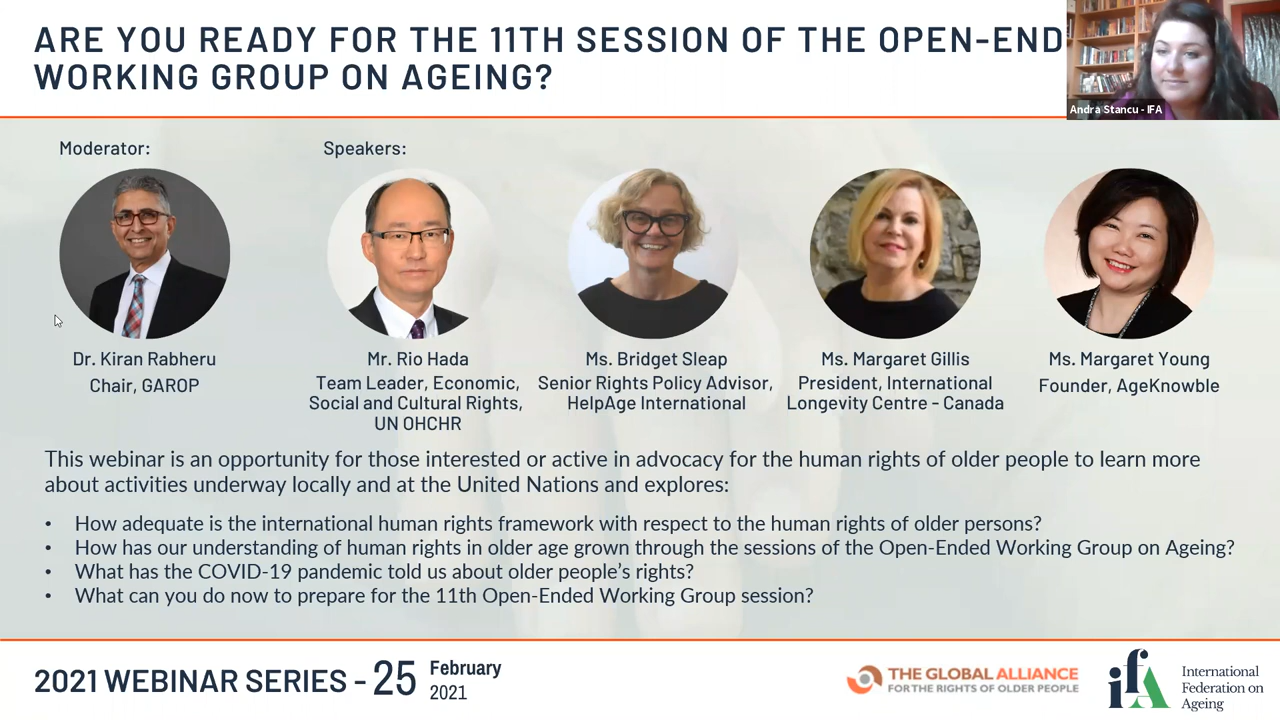 ARE YOU READY FOR THE 11TH SESSION OF THE OPEN-END
WORKING GROUP ON AGEING?
Andra Stancu - IFA
Moderator:
Speakers:
Dr. Kiran Rabheru
Chair, GAROP
Mr. Rio Hada
Team Leader, Economic,
Social and Cultural Rights,
UN OHCHR
Ms. Bridget Sleap
Senior Rights Policy Advisor,
HelpAge International
Ms. Margaret Gillis
President, International
Longevity Centre - Canada
Ms. Margaret Young
Founder, AgeKnowble
This webinar is an opportunity for those interested or active in advocacy for the human rights of older people to learn more
about activities underway locally and at the United Nations and explores:
• How adequate is the international human rights framework with respect to the human rights of older persons?
• How has our understanding of human rights in older age grown through the sessions of the Open-Ended Working Group on Ageing?
• What has the COVID-19 pandemic told us about older people's rights?
• What can you do now to prepare for the 11th Open-Ended Working Group session?
2021 WEBINAR SERIES - 25 February
2021
THE GLOBAL ALLIANCE
FOR THE RIGHTS OF OLDER PEOPLE
ifA
International
Federation on
Ageing